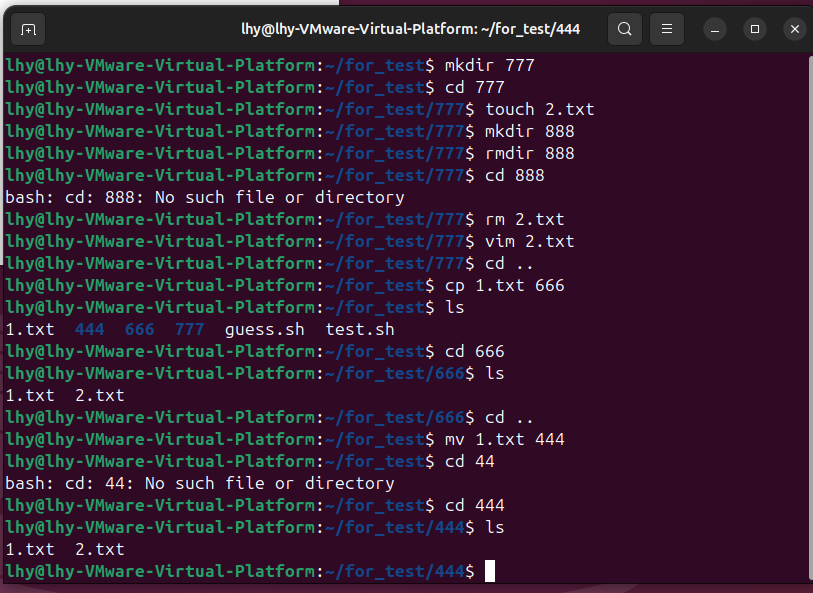 lhy@lhy-VMware-Virtual-Platform: ~/for_test/444
lhy@lhy-VMware-Virtual-Platform:~/for_test$ mkdir 777
lhy@lhy-VMware-Virtual-Platform:~/for_test$ cd 777
lhy@lhy-VMware-Virtual-Platform:~/for_test/777$ touch 2.txt
lhy@lhy-VMware-Virtual-Platform:~/for_test/777$ mkdir 888
lhy@lhy-VMware-Virtual-Platform:~/for_test/777$ rmdir 888
lhy@lhy-VMware-Virtual-Platform:~/for_test/777$ cd 888
bash: cd: 888: No such file or directory
lhy@lhy-VMware-Virtual-Platform:~/for_test/777$ rm 2.txt
lhy@lhy-VMware-Virtual-Platform:~/for_test/777$ vim 2.txt
lhy@lhy-VMware-Virtual-Platform:~/for_test/777$ cd ..
lhy@lhy-VMware-Virtual-Platform:~/for_test$ cp 1.txt 666
lhy@lhy-VMware-Virtual-Platform:~/for_test$ ls
1.txt  444  666  777  guess.sh  test.sh
lhy@lhy-VMware-Virtual-Platform:~/for_test$ cd 666
lhy@lhy-VMware-Virtual-Platform:~/for_test/666$ ls
1.txt  2.txt
lhy@lhy-VMware-Virtual-Platform:~/for_test/666$ cd ..
lhy@lhy-VMware-Virtual-Platform:~/for_test$ mv 1.txt 444
lhy@lhy-VMware-Virtual-Platform:~/for_test$ cd 44
bash: cd: 44: No such file or directory
lhy@lhy-VMware-Virtual-Platform:~/for_test$ cd 444
lhy@lhy-VMware-Virtual-Platform:~/for_test/444$ ls
1.txt  2.txt
lhy@lhy-VMware-Virtual-Platform:~/for_test/444$